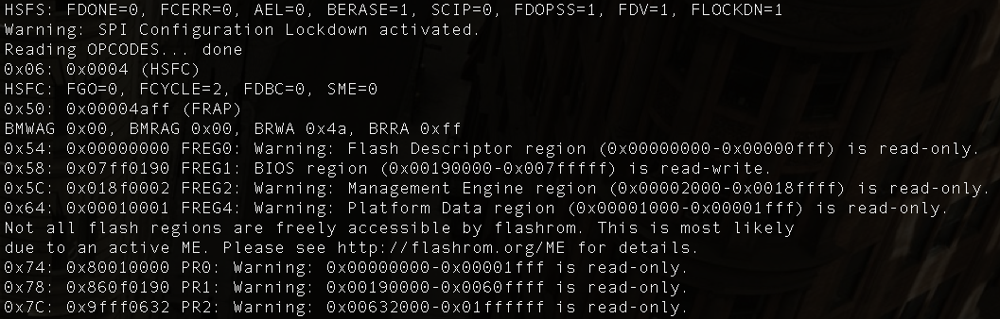 HSFS: FDONE=0, FCERR=0, AEL=0, BERASE=1, SCIP=0, FDOPSS=1, FDV=1, FLOCKDN=1
Warning: SPI Configuration Lockdown activated.
Reading OPCODES... done
0x06: 0x0004 (HSFC)
HSFC: FGO=0, FCYCLE=2, FDBC=0, SME=0
0x50: 0x00004aff (FRAP)
BMWAG 0x00, BMRAG 0x00, BRWA 0x4a, BRRA 0xff
0x54: 0x00000000 FREG0: Warning: Flash Descriptor region (0x00000000-0x00000fff) is read-only.
0x58: 0x07ff0190 FREG1: BIOS region (0x00190000-0x007fffff) is read-write.
0x5C: 0x018f0002 FREG2: Warning: Management Engine region (0x00002000-0x0018ffff) is read-only.
0x64: 0x00010001 FREG4: Warning: Platform Data region (0x00001000-0x00001fff) is read-only.
Not all flash regions are freely accessible by flashrom. This is most likely
due to an active ME. Please see http://flashrom.org/ME for details.
0x74: 0x80010000 PR0: Warning: 0x00000000-0x00001fff is read-only.
0x78: 0x860f0190 PR1: Warning: 0x00190000-0x0060ffff is read-only.
0x7C: 0x9fff0632 PR2: Warning: 0x00632000-0x01ffffff is read-only.